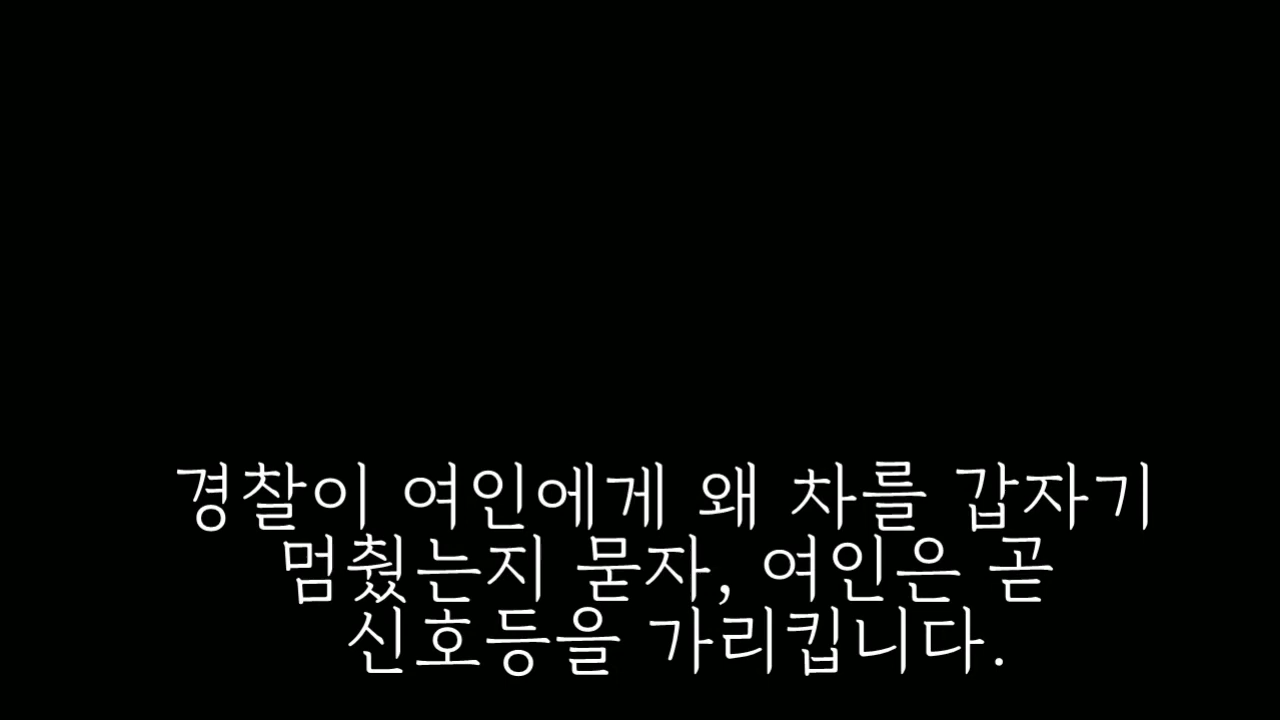 경찰이 여인에게 왜 차를 갑자기
멈췄는지 묻자, 여인은 곧
신호등을 가리킵니다.